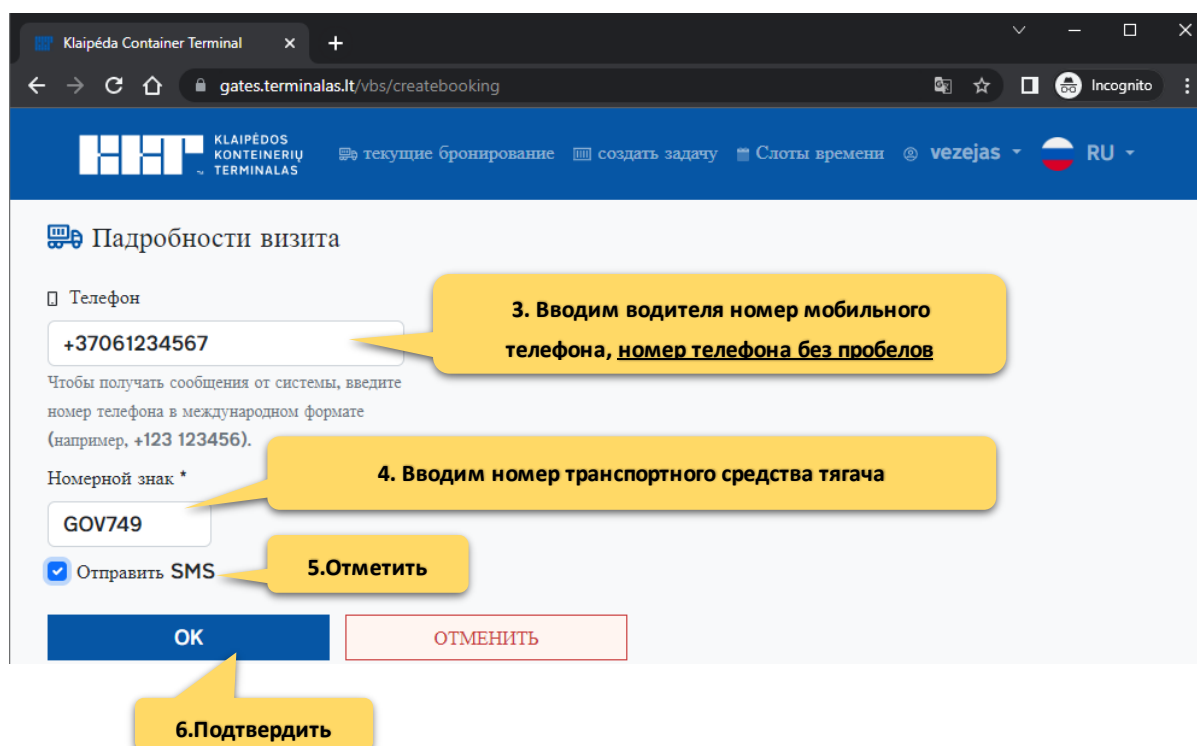 Klaipéda Container Terminal
gates.terminalas.lt/vbs/createbooking
Incognito
KLAIPĖDOS
KONTEINERIŲ
TERMINALAS
текущие бронирование
создать задачу
Слоты времени
vezejas
RU
Падробности визита
Телефон
+37061234567
3. Вводим водителя номер мобильного
телефона, номер телефона без пробелов
Чтобы получать сообщения от системы, введите
номер телефона в международном формате
(например, +123 123456).
Номерной знак *
4. Вводим номер транспортного средства тягача
GOV749
Отправить SMS
5.Отметить
OK
ОТМЕНИТЬ
6.Подтвердить